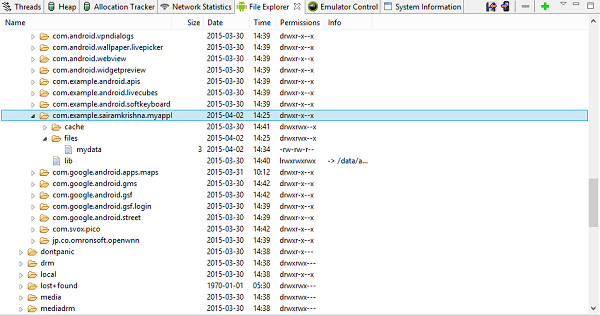 Threads Heap Allocation Tracker Network Statistics File Explorer Emulator Control System Information
Name Size Date Time Permissions Info
com.android.vpndialogs 2015-03-30 14:39 drwxr-x--x
com.android.wallpaper.livepicker 2015-03-30 14:39 drwxr-x--x
com.android.webview 2015-03-30 14:39 drwxr-x--x
com.android.widgetpreview 2015-03-30 14:39 drwxr-x--x
com.example.android.apis 2015-03-30 14:39 drwxr-x--x
com.example.android.livecubes 2015-03-30 14:39 drwxr-x--x
com.example.android.softkeyboard 2015-03-30 14:39 drwxr-x--x
com.example.sairamkrishna.myappl 2015-04-02 14:25 drwxr-x--x
cache 2015-03-30 14:41 drwxrwx--x
files 2015-04-02 14:25 drwxrwx--x
mydata 3 2015-04-02 14:34 -rw-rw-r--
lib 2015-03-30 14:40 lrwxrwxrwx -> /data/a...
com.google.android.apps.maps 2015-03-31 10:12 drwxr-x--x
com.google.android.gms 2015-03-30 14:42 drwxr-x--x
com.google.android.gsf 2015-03-30 14:42 drwxr-x--x
com.google.android.gsf.login 2015-03-30 14:39 drwxr-x--x
com.google.android.street 2015-03-30 14:39 drwxr-x--x
com.svox.pico 2015-03-30 14:42 drwxr-x--x
jp.co.omronsoft.openwnn 2015-03-30 14:39 drwxr-x--x
dontpanic 2015-03-30 14:38 drwxr-x---
drm 2015-03-30 14:38 drwxrwx---
local 2015-03-30 14:38 drwxr-x--x
lost+found 1970-01-01 05:30 drwxrwx---
media 2015-03-30 14:38 drwxrwx---
mediadrm 2015-03-30 14:38 drwxrwx---